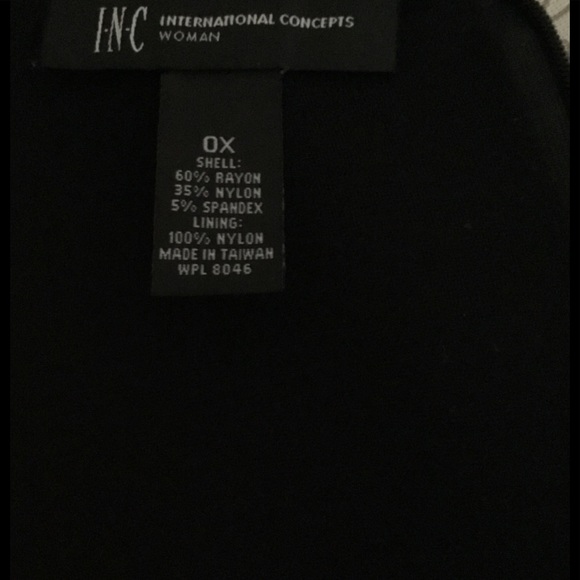 I·N·C INTERNATIONAL CONCEPTS
WOMAN
0X
SHELL:
60% RAYON
35% NYLON
5% SPANDEX
LINING:
100% NYLON
MADE IN TAIWAN
WPL 8046